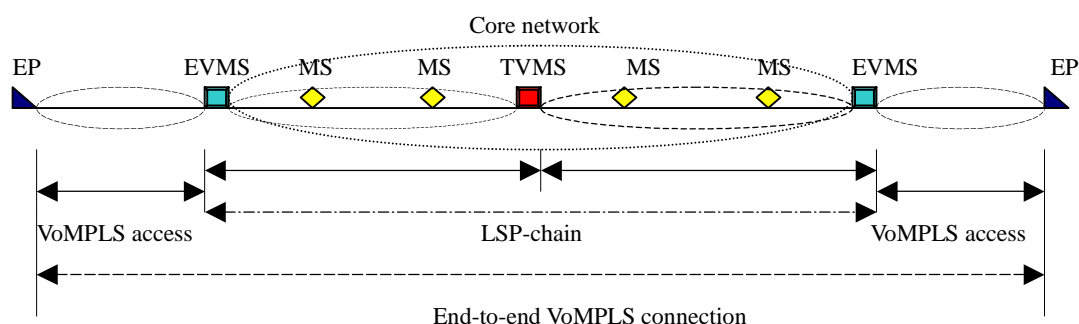 Core network
EP EVMS MS MS TVMS MS MS EVMS EP
VoMPLS access LSP-chain VoMPLS access
End-to-end VoMPLS connection